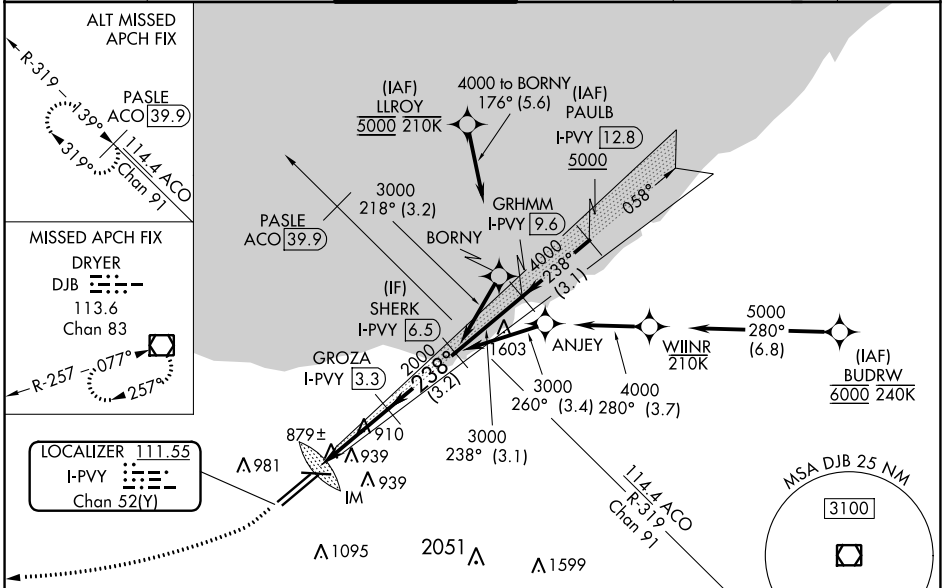 ALT MISSED
APCH FIX
R-319
139°
319°
PASLE
ACO 39.9
114.4 ACO
Chan 91
MISSED APCH FIX
DRYER
DJB
113.6
Chan 83
R-257
077°
257°
LOCALIZER 111.55
I-PVY
Chan 52(Y)
(IAF)
LLROY
5000 210K
4000 to BORNY
176° (5.6)
(IAF)
PAULB
I-PVY 12.8
5000
058°
3000
218° (3.2)
PASLE
ACO 39.9
GRHMM
I-PVY 9.6
BORNY
4000
238°
(3.1)
(IF)
SHERK
I-PVY 6.5
1603
ANJEY
WIINR
210K
5000
280°
(6.8)
(IAF)
BUDRW
6000 240K
GROZA
I-PVY 3.3
2000
238°
(3.2)
3000
260° (3.4)
4000
280° (3.7)
3000
238° (3.1)
879±
910
939
981
939
IM
1095
2051
1599
114.4 ACO
R-319
Chan 91
MSA DJB 25 NM
3100